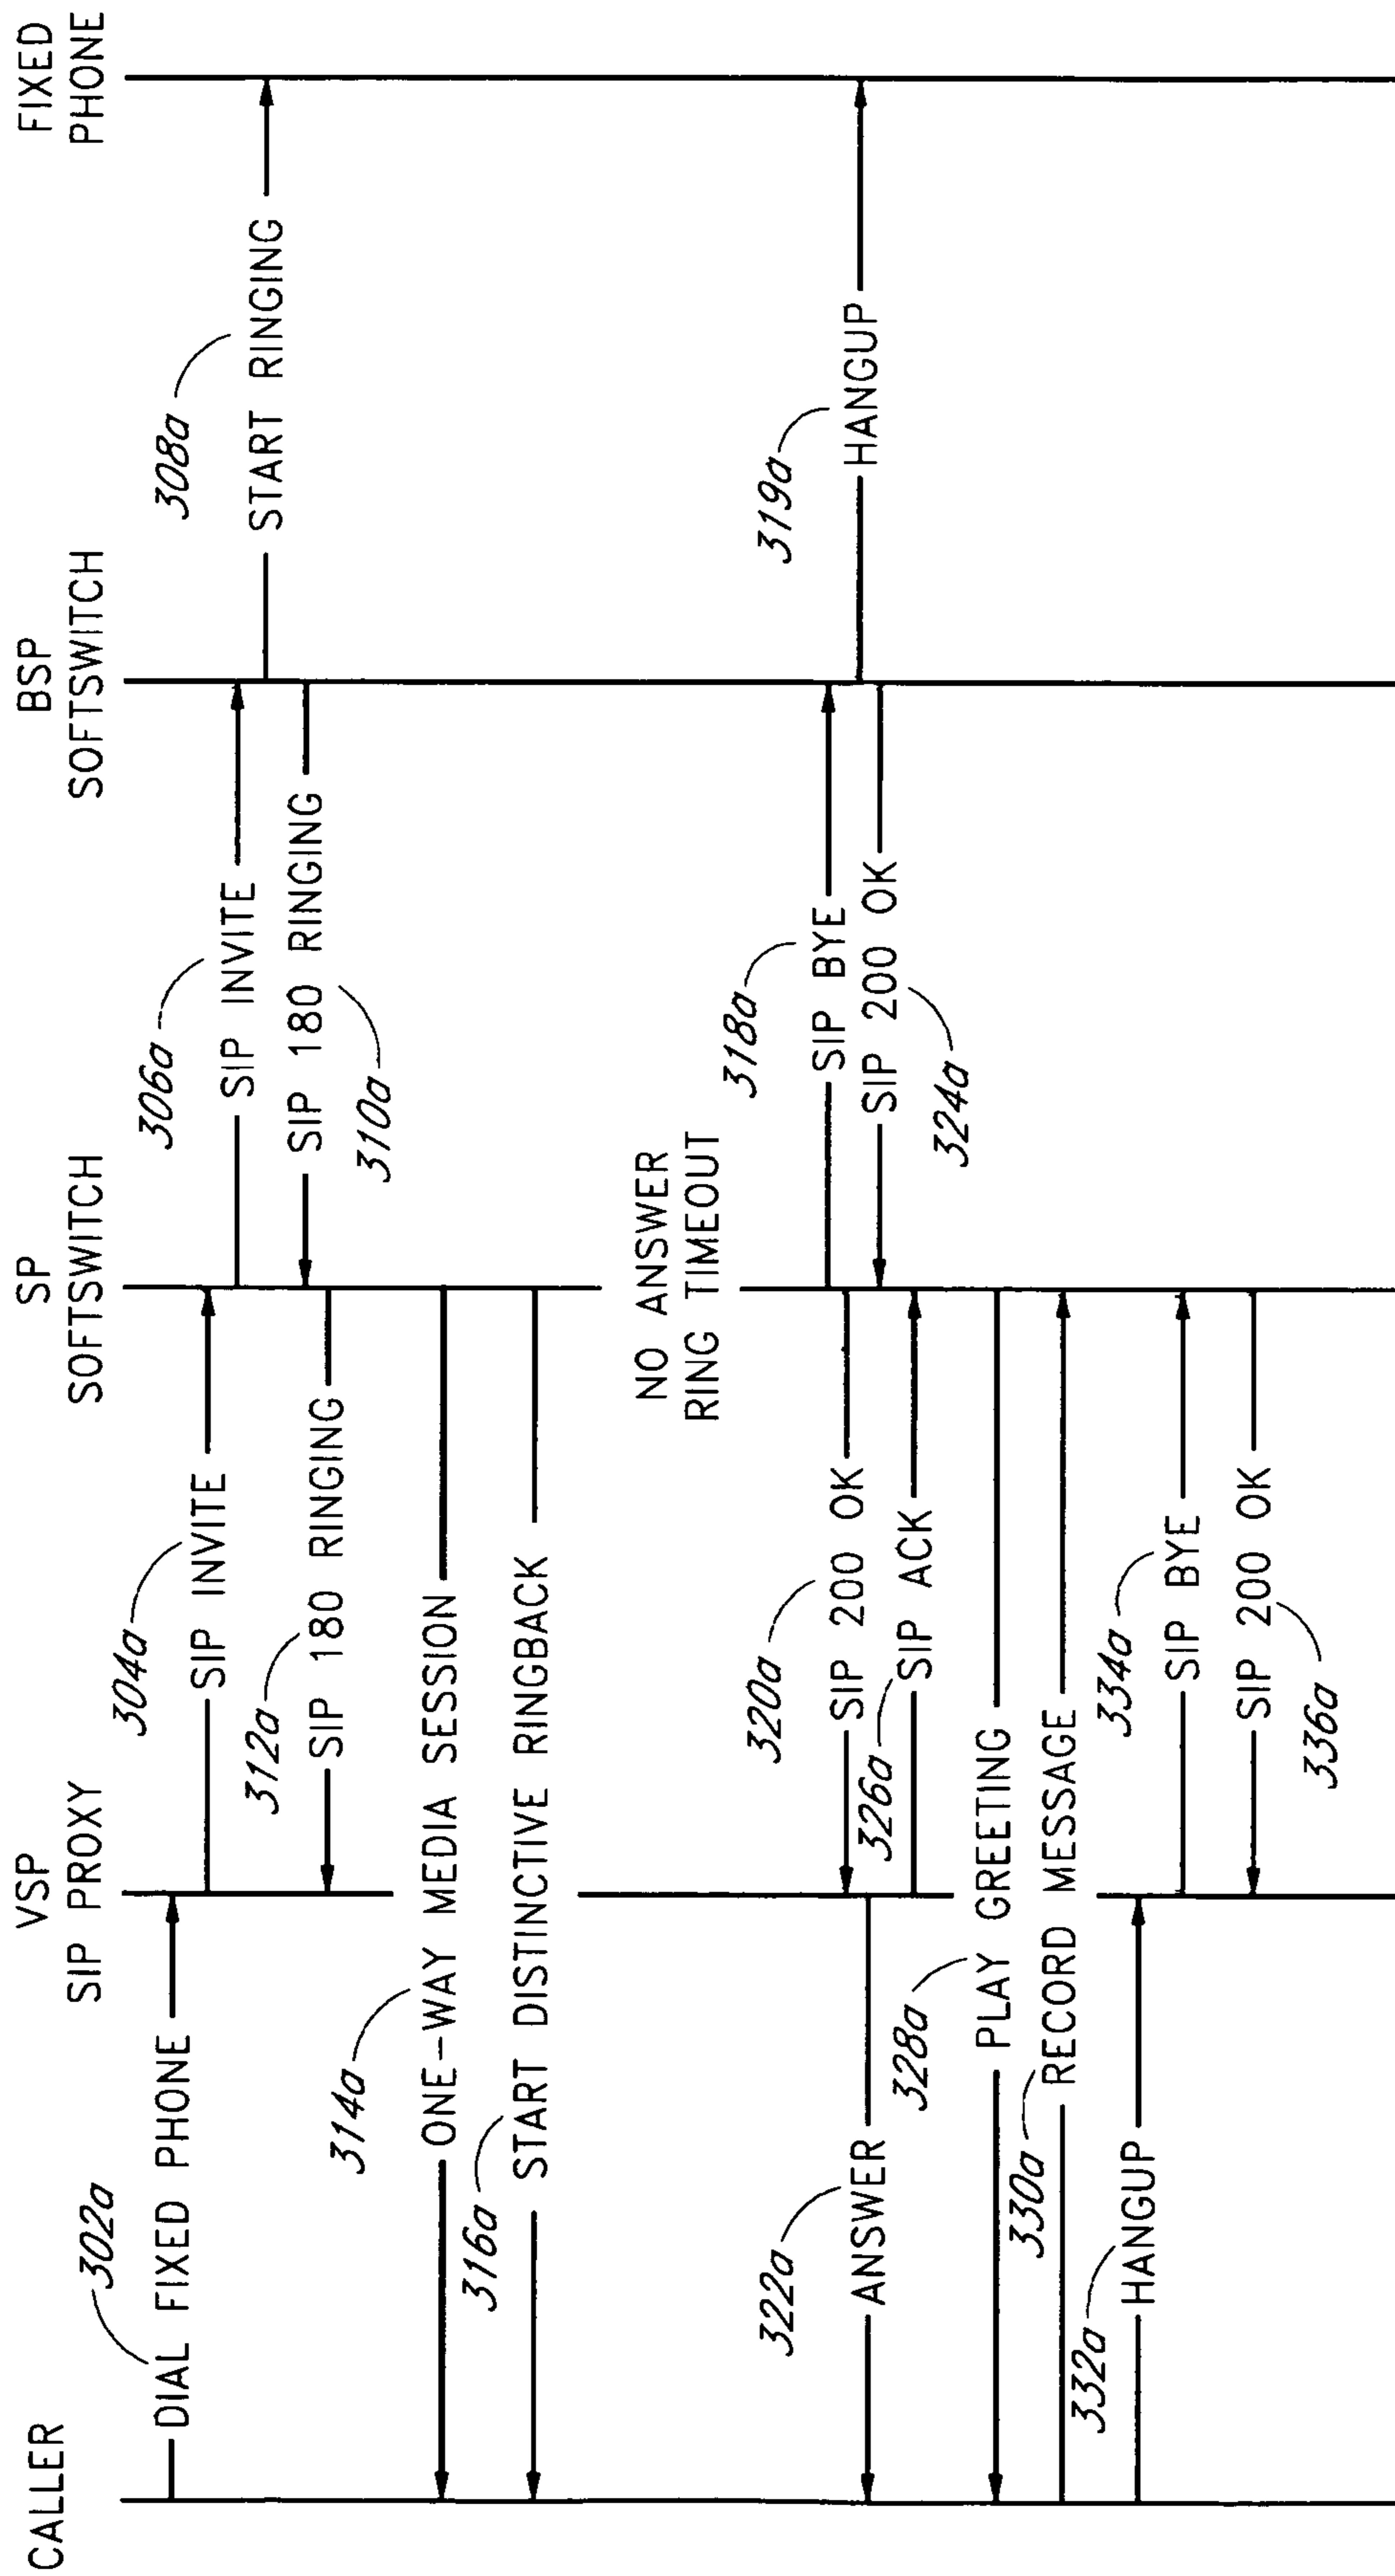 CALLER
VSP
SIP PROXY
SP
SOFTSWITCH
BSP
SOFTSWITCH
FIXED
PHONE
302a
DIAL FIXED PHONE
304a
SIP INVITE
306a
SIP INVITE
308a
START RINGING
SIP 180 RINGING
310a
312a
SIP 180 RINGING
314a
ONE-WAY MEDIA SESSION
316a
START DISTINCTIVE RINGBACK
NO ANSWER
RING TIMEOUT
318a
SIP BYE
319a
HANGUP
320a
SIP 200 OK
322a
ANSWER
SIP 200 OK
324a
326a
SIP ACK
328a
PLAY GREETING
330a
RECORD MESSAGE
332a
HANGUP
334a
SIP BYE
SIP 200 OK
336a